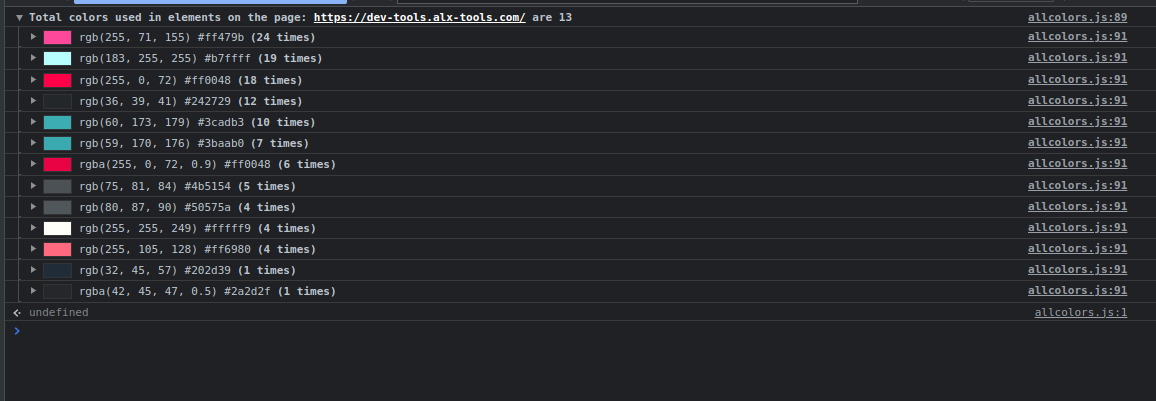 ▼ Total colors used in elements on the page: https://dev-tools.alx-tools.com/ are 13 allcolors.js:89
▶ rgb(255, 71, 155) #ff479b (24 times) allcolors.js:91
▶ rgb(183, 255, 255) #b7ffff (19 times) allcolors.js:91
▶ rgb(255, 0, 72) #ff0048 (18 times) allcolors.js:91
▶ rgb(36, 39, 41) #242729 (12 times) allcolors.js:91
▶ rgb(60, 173, 179) #3cadb3 (10 times) allcolors.js:91
▶ rgb(59, 170, 176) #3baab0 (7 times) allcolors.js:91
▶ rgba(255, 0, 72, 0.9) #ff0048 (6 times) allcolors.js:91
▶ rgb(75, 81, 84) #4b5154 (5 times) allcolors.js:91
▶ rgb(80, 87, 90) #50575a (4 times) allcolors.js:91
▶ rgb(255, 255, 249) #fffff9 (4 times) allcolors.js:91
▶ rgb(255, 105, 128) #ff6980 (4 times) allcolors.js:91
▶ rgb(32, 45, 57) #202d39 (1 times) allcolors.js:91
▶ rgba(42, 45, 47, 0.5) #2a2d2f (1 times) allcolors.js:91
undefined allcolors.js:1